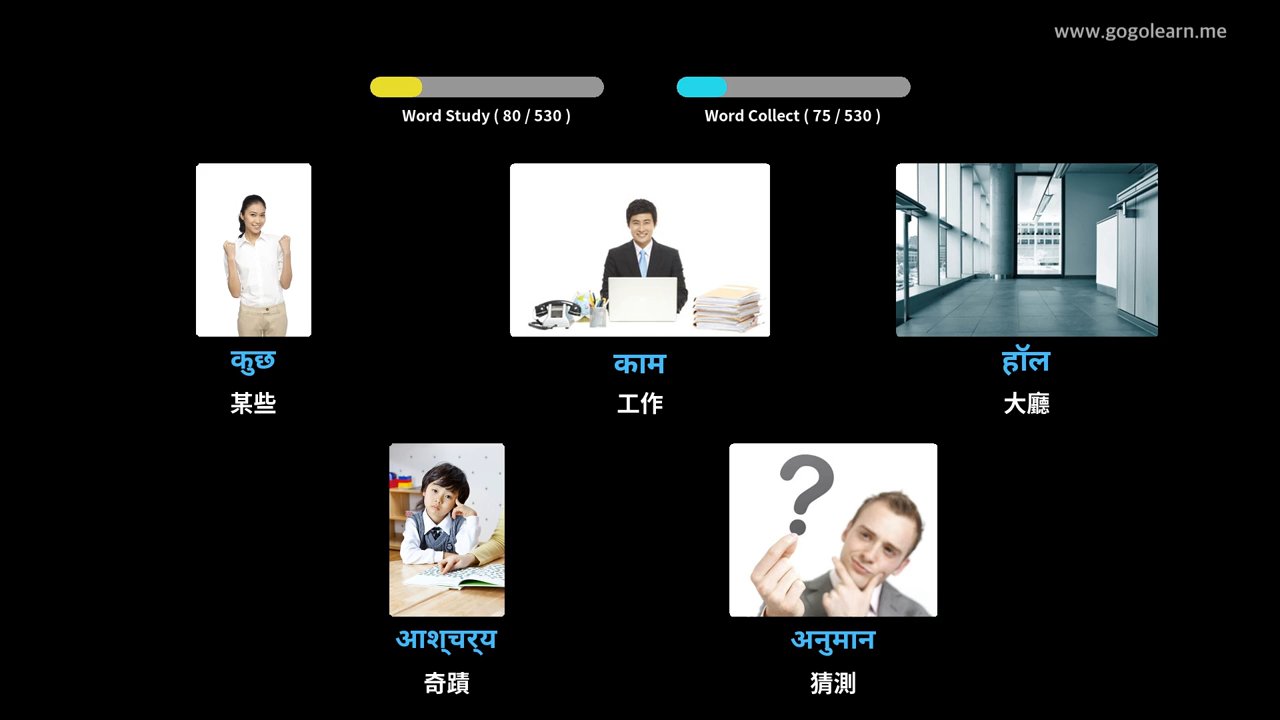 www.gogolearn.me
Word Study ( 80 / 530 )
Word Collect ( 75 / 530 )
कुछ
某些
काम
工作
हॉल
大廳
आश्‌चर्‌य
奇蹟
अनुमान
猜測